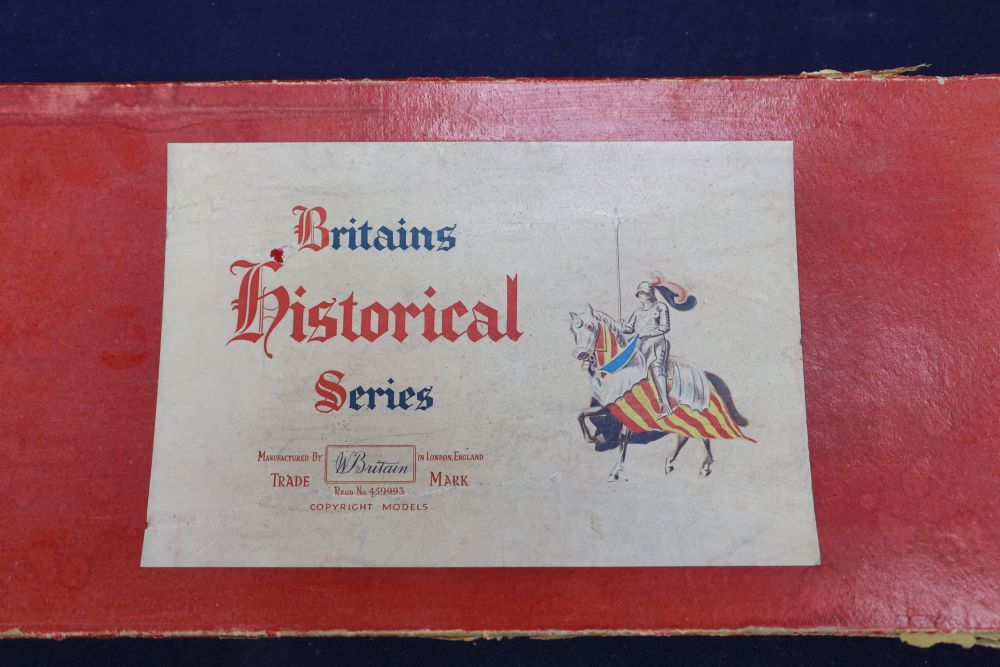 Britains
Historical
Series
MANUFACTURED BY W Britain IN LONDON, ENGLAND
TRADE MARK
REGD NO 459993
COPYRIGHT MODELS